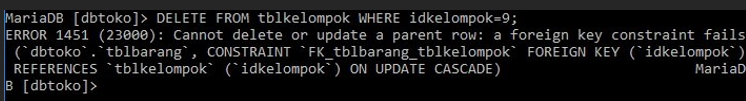 MariaDB [dbtoko]> DELETE FROM tblkelompok WHERE idkelompok=9;
ERROR 1451 (23000): Cannot delete or update a parent row: a foreign key constraint fails
(`dbtoko`.`tblbarang`, CONSTRAINT `FK_tblbarang_tblkelompok` FOREIGN KEY (`idkelompok`)
REFERENCES `tblkelompok` (`idkelompok`) ON UPDATE CASCADE) MariaD
B [dbtoko]>